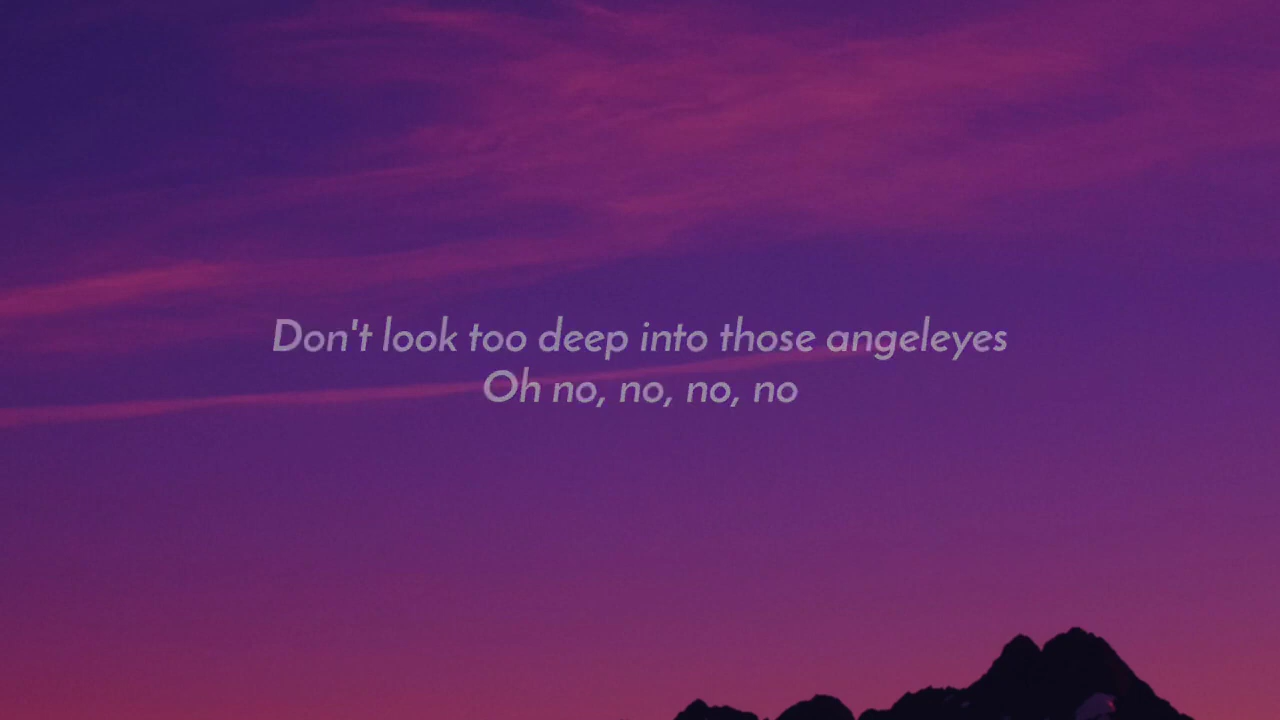 Don't look too deep into those angeleyes
Oh no, no, no, no